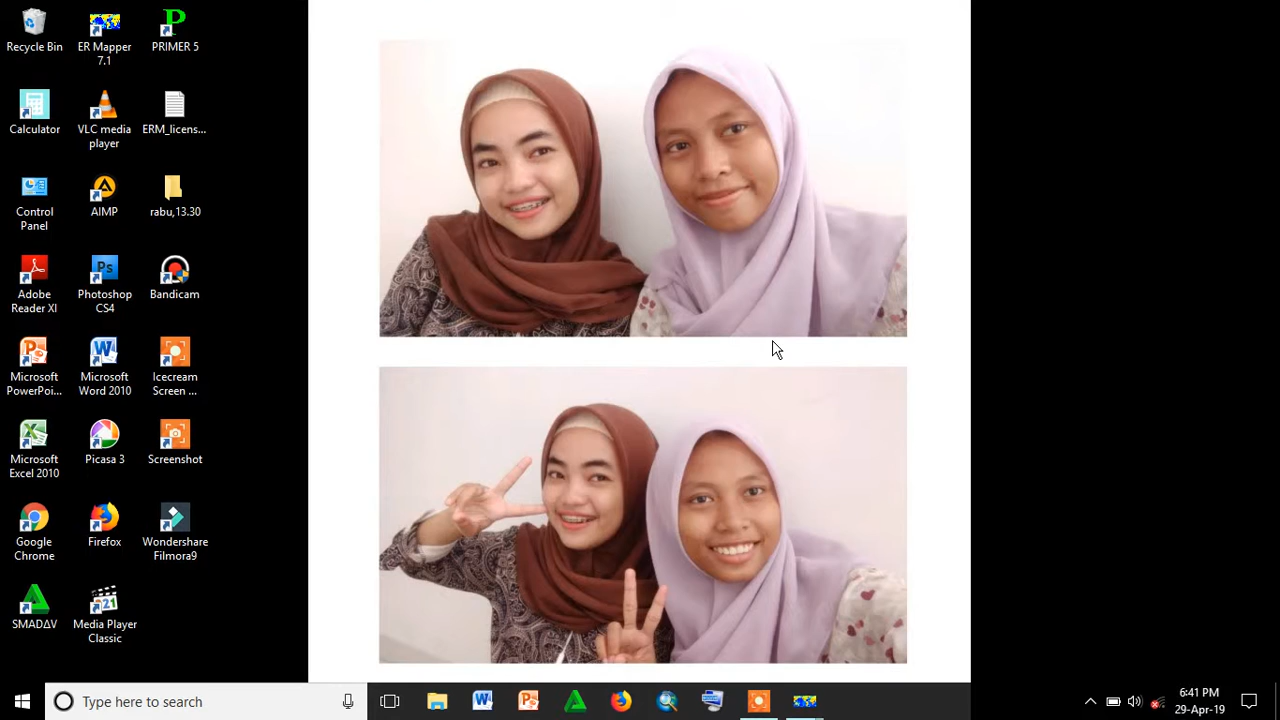 Recycle Bin
ER Mapper
7.1
PRIMER 5
Calculator
VLC media
player
ERM_licens...
Control
Panel
AIMP
rabu,13.30
Adobe
Reader XI
Photoshop
CS4
Bandicam
Microsoft
PowerPoi...
Microsoft
Word 2010
Icecream
Screen ...
Microsoft
Excel 2010
Picasa 3
Screenshot
Google
Chrome
Firefox
Wondershare
Filmora9
SMADΔV
Media Player
Classic
Type here to search
6:41 PM
29-Apr-19